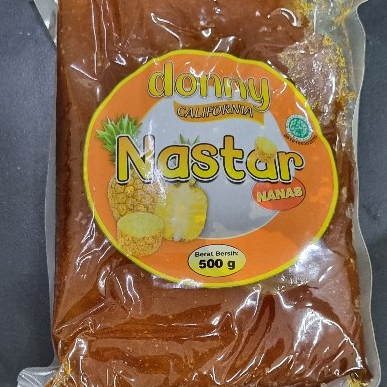 donny
CALIFORNIA
Nastar
NANAS
Berat Bersih:
500 g